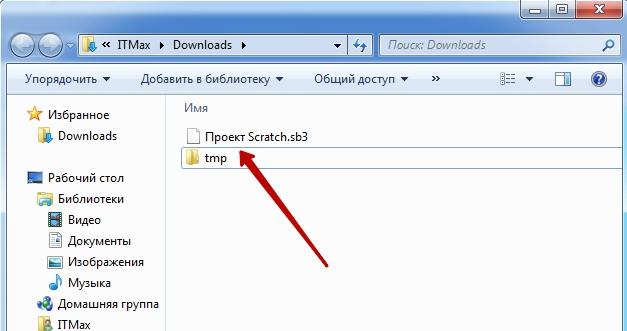 « ITMax ▸ Downloads ▸
Поиск: Downloads
Упорядочить ▾ Добавить в библиотеку ▾ Общий доступ ▾ »
Имя
Избранное
Downloads
Рабочий стол
Библиотеки
Видео
Документы
Изображения
Музыка
Домашняя группа
ITMax
Проект Scratch.sb3
tmp